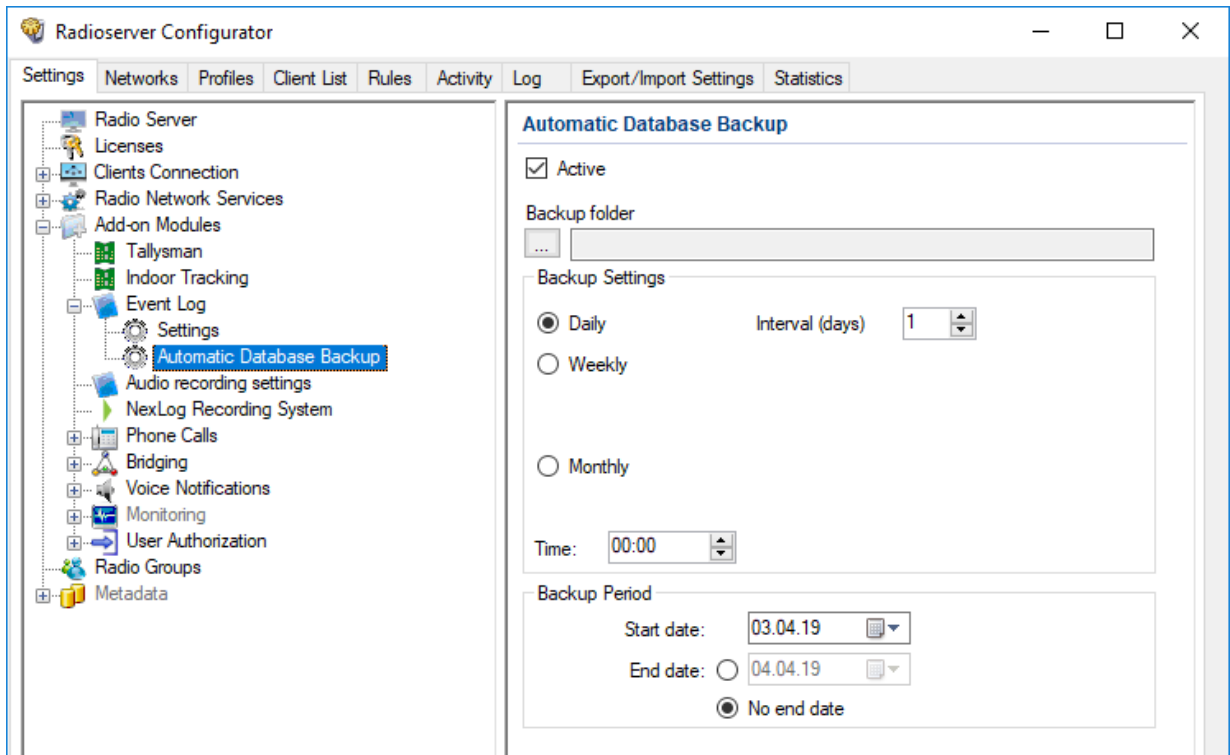 Radioserver Configurator
Settings Networks Profiles Client List Rules Activity Log Export/Import Settings Statistics
Radio Server
Licenses
Clients Connection
Radio Network Services
Add-on Modules
Tallysman
Indoor Tracking
Event Log
Settings
Automatic Database Backup
Audio recording settings
NexLog Recording System
Phone Calls
Bridging
Voice Notifications
Monitoring
User Authorization
Radio Groups
Metadata
Automatic Database Backup
Active
Backup folder
...
Backup Settings
Daily Interval (days) 1
Weekly
Monthly
Time: 00:00
Backup Period
Start date: 03.04.19
End date: 04.04.19
No end date